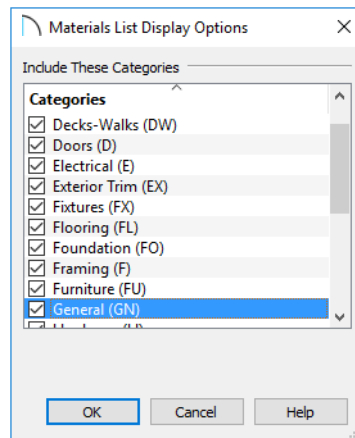 Materials List Display Options
Include These Categories
Categories
Decks-Walks (DW)
Doors (D)
Electrical (E)
Exterior Trim (EX)
Fixtures (FX)
Flooring (FL)
Foundation (FO)
Framing (F)
Furniture (FU)
General (GN)
OK Cancel Help